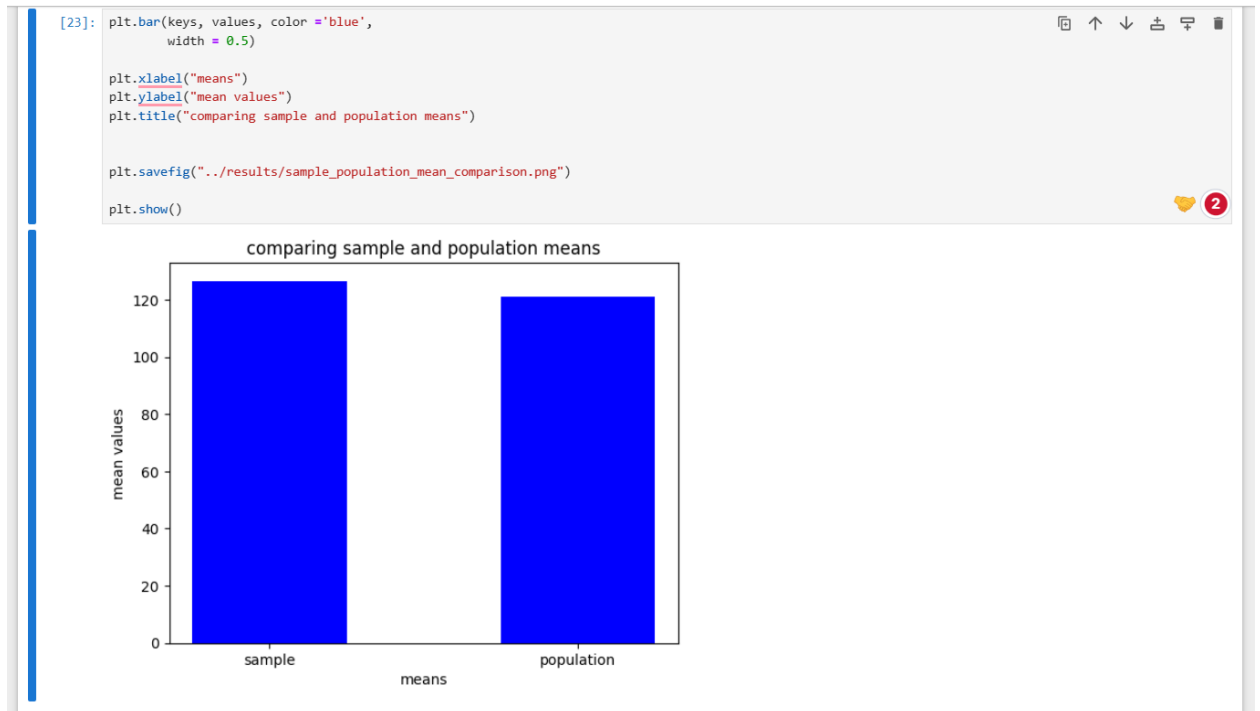 [23]: plt.bar(keys, values, color ='blue',
width = 0.5)
plt.xlabel("means")
plt.ylabel("mean values")
plt.title("comparing sample and population means")
plt.savefig("../results/sample_population_mean_comparison.png")
plt.show()
2
comparing sample and population means
120
100
80
60
40
20
0
mean values
sample population
means